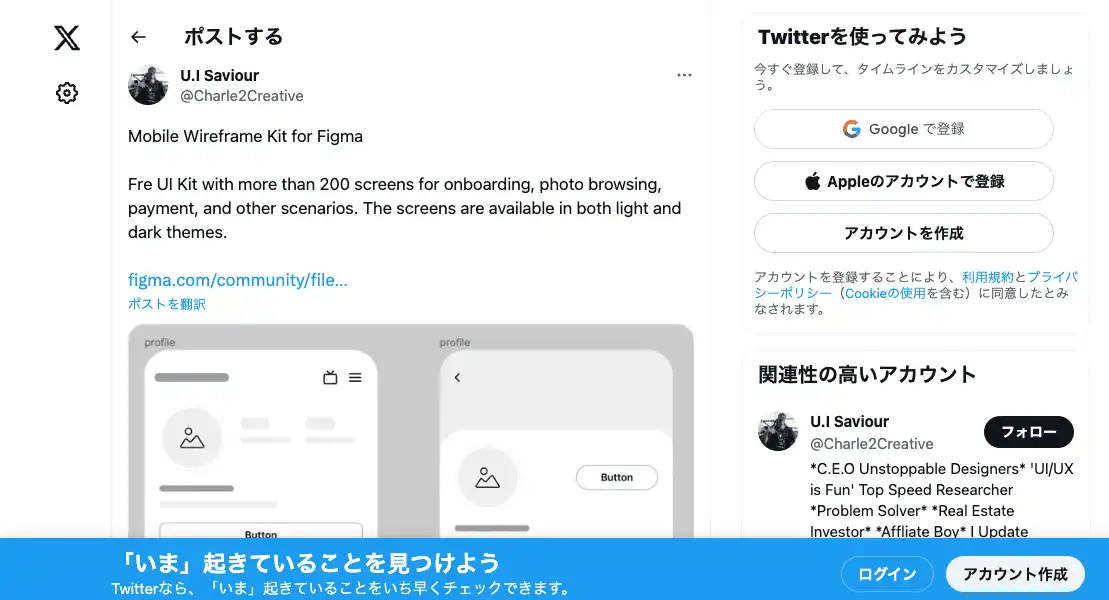 ポストする
U.I Saviour
@Charle2Creative
Mobile Wireframe Kit for Figma
Fre UI Kit with more than 200 screens for onboarding, photo browsing,
payment, and other scenarios. The screens are available in both light and
dark themes.
figma.com/community/file...
ポストを翻訳
profile
profile
Button
Button
Twitterを使ってみよう
今すぐ登録して、タイムラインをカスタマイズしましょ
う。
Google で登録
Appleのアカウントで登録
アカウントを作成
アカウントを登録することにより、利用規約とプライバ
シーポリシー（Cookieの使用を含む）に同意したとみ
なされます。
関連性の高いアカウント
U.I Saviour
@Charle2Creative
フォロー
*C.E.O Unstoppable Designers* 'UI/UX
is Fun' Top Speed Researcher
*Problem Solver* *Real Estate
Investor* *Affliate Boy* I Update
「いま」起きていることを見つけよう
Twitterなら、「いま」起きていることをいち早くチェックできます。
ログイン
アカウント作成